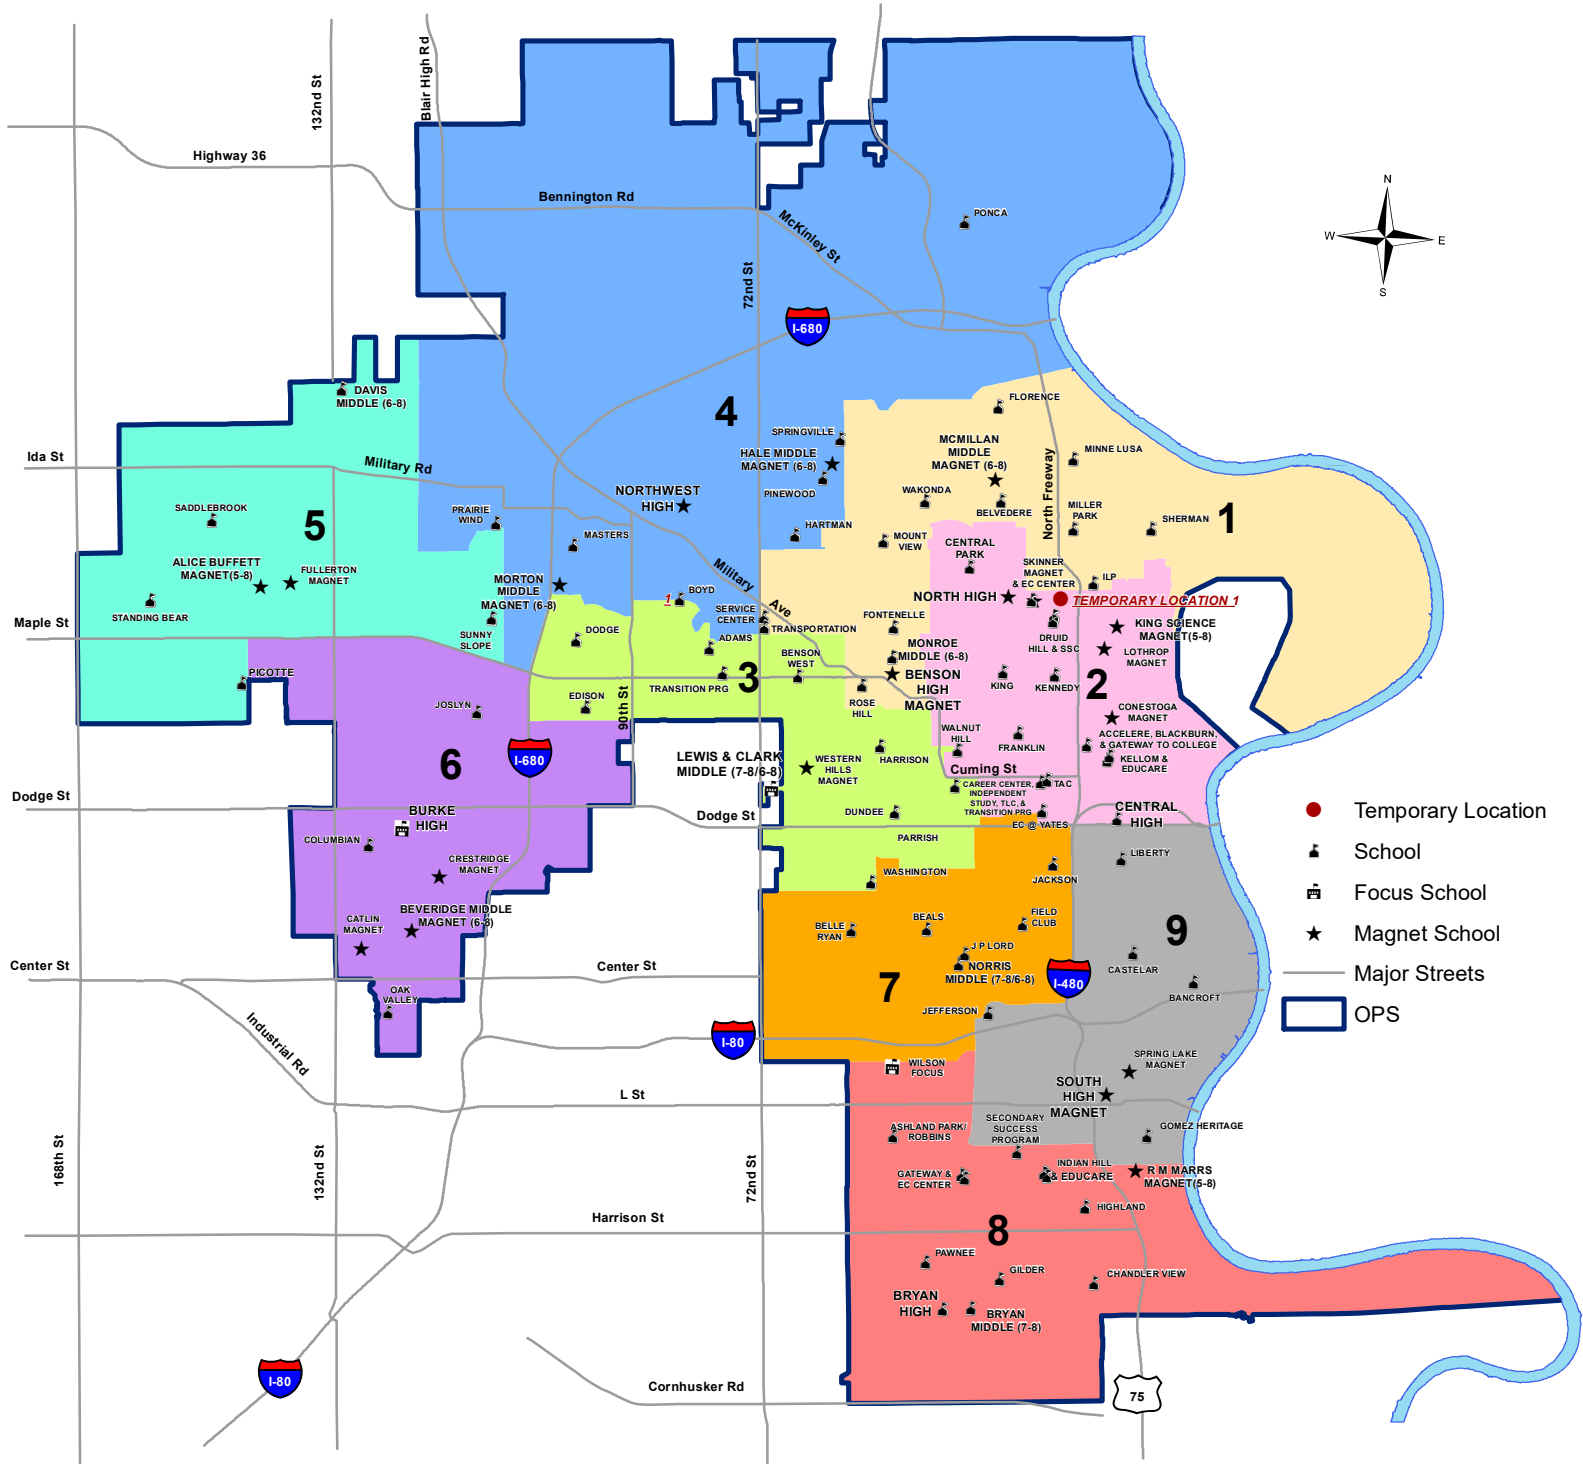 132nd St
Blair High Rd
Highway 36
Bennington Rd
McKinley St
72nd St
PONCA
N
W
E
S
I-680
DAVIS
MIDDLE (6-8)
4
FLORENCE
SPRINGVILLE
HALE MIDDLE
MAGNET (6-8)
PINEWOOD
MCMILLAN
MIDDLE
MAGNET (6-8)
North Freeway
MINNE LUSA
Ida St
Military Rd
NORTHWEST
HIGH
WAKONDA
BELVEDERE
MILLER
PARK
SHERMAN
1
SADDLEBROOK
5
PRAIRIE
WIND
MASTERS
HARTMAN
MOUNT
VIEW
CENTRAL
PARK
ALICE BUFFETT
MAGNET(5-8)
FULLERTON
MAGNET
MORTON
MIDDLE
MAGNET (6-8)
Military Ave
SKINNER
MAGNET
& EC CENTER
ILP
NORTH HIGH
TEMPORARY LOCATION 1
STANDING BEAR
1
BOYD
SERVICE
CENTER
TRANSPORTATION
FONTENELLE
Maple St
SUNNY
SLOPE
DODGE
ADAMS
DRUID
HILL & SSC
KING SCIENCE
MAGNET(5-8)
LOTHROP
MAGNET
MONROE
MIDDLE (6-8)
BENSON
WEST
BENSON
HIGH
MAGNET
PICOTTE
TRANSITION PRG
3
KING
KENNEDY
2
JOSLYN
EDISON
90th St
ROSE
HILL
CONESTOGA
MAGNET
WALNUT
HILL
FRANKLIN
ACCELERE, BLACKBURN,
& GATEWAY TO COLLEGE
KELLOM &
EDUCARE
6
I-680
LEWIS & CLARK
MIDDLE (7-8/6-8)
WESTERN
HILLS
MAGNET
HARRISON
Cuming St
CAREER CENTER,
INDEPENDENT
STUDY, TLC, &
TRANSITION PRG
TAC
Dodge St
BURKE
HIGH
Dodge St
DUNDEE
EC @ YATES
CENTRAL
HIGH
Temporary Location
COLUMBIAN
PARRISH
LIBERTY
School
CRESTRIDGE
MAGNET
WASHINGTON
JACKSON
Focus School
CATLIN
MAGNET
BEVERIDGE MIDDLE
MAGNET (6-8)
BELLE
RYAN
BEALS
FIELD
CLUB
9
Magnet School
J P LORD
NORRIS
MIDDLE (7-8/6-8)
CASTELAR
Center St
Center St
I-480
Major Streets
OAK
VALLEY
7
BANCROFT
JEFFERSON
OPS
Industrial Rd
I-80
WILSON
FOCUS
SPRING LAKE
MAGNET
SOUTH
HIGH
MAGNET
L St
ASHLAND PARK/
ROBBINS
SECONDARY
SUCCESS
PROGRAM
GOMEZ HERITAGE
168th St
132nd St
72nd St
GATEWAY &
EC CENTER
INDIAN HILL
& EDUCARE
R M MARRS
MAGNET(5-8)
HIGHLAND
Harrison St
8
PAWNEE
GILDER
CHANDLER VIEW
BRYAN
HIGH
BRYAN
MIDDLE (7-8)
I-80
Cornhusker Rd
75